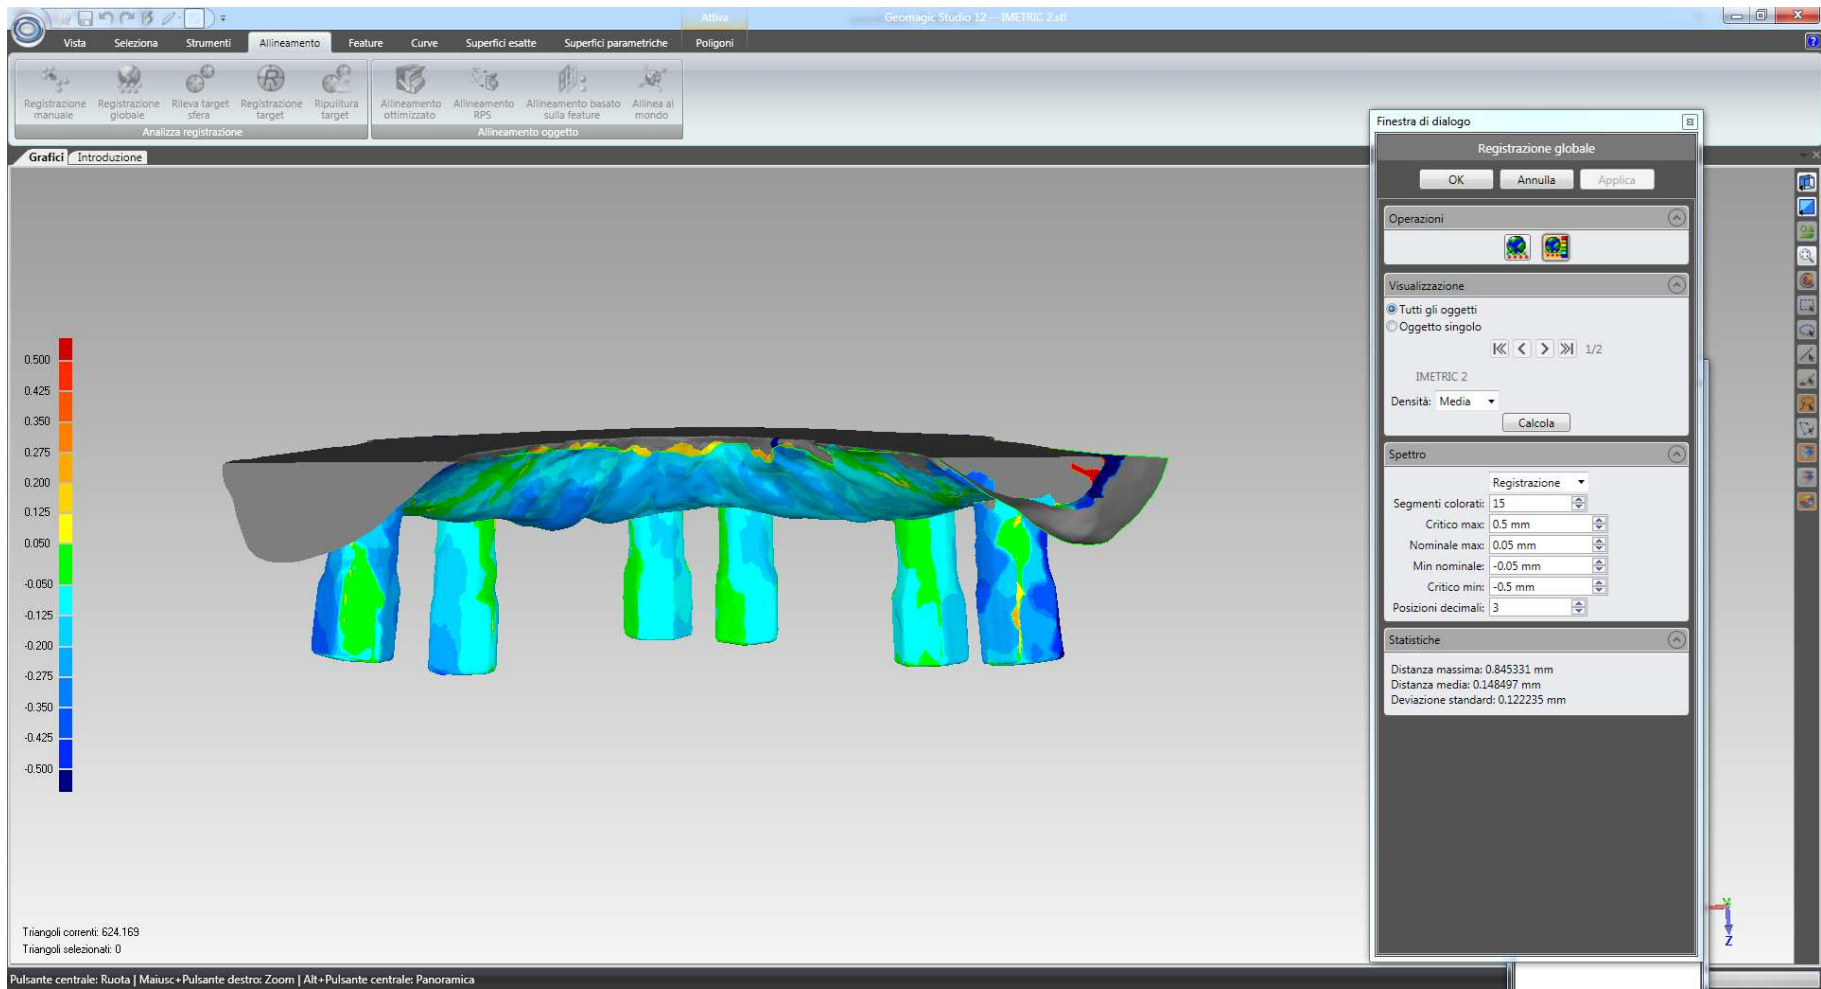 Attiva
Geomagic Studio 12 -- IMETRIC 2.stl
Vista Seleziona Strumenti Allineamento Feature Curve Superfici esatte Superfici parametriche Poligoni
Registrazione manuale
Registrazione globale
Rileva target sfera
Registrazione target
Ripulitura target
Allineamento ottimizzato
Allineamento RPS
Allineamento basato sulla feature
Allinea al mondo
Analizza registrazione
Allineamento oggetto
Grafici Introduzione
0.500
0.425
0.350
0.275
0.200
0.125
0.050
-0.050
-0.125
-0.200
-0.275
-0.350
-0.425
-0.500
Triangoli correnti: 624.169
Triangoli selezionati: 0
Finestra di dialogo
Registrazione globale
OK Annulla Applica
Operazioni
Visualizzazione
Tutti gli oggetti
Oggetto singolo
1/2
IMETRIC 2
Densità: Media
Calcola
Spettro
Registrazione
Segmenti colorati: 15
Critico max: 0.5 mm
Nominale max: 0.05 mm
Min nominale: -0.05 mm
Critico min: -0.5 mm
Posizioni decimali: 3
Statistiche
Distanza massima: 0.845331 mm
Distanza media: 0.148497 mm
Deviazione standard: 0.122235 mm
Y
Z
Pulsante centrale: Ruota | Maiusc+Pulsante destro: Zoom | Alt+Pulsante centrale: Panoramica